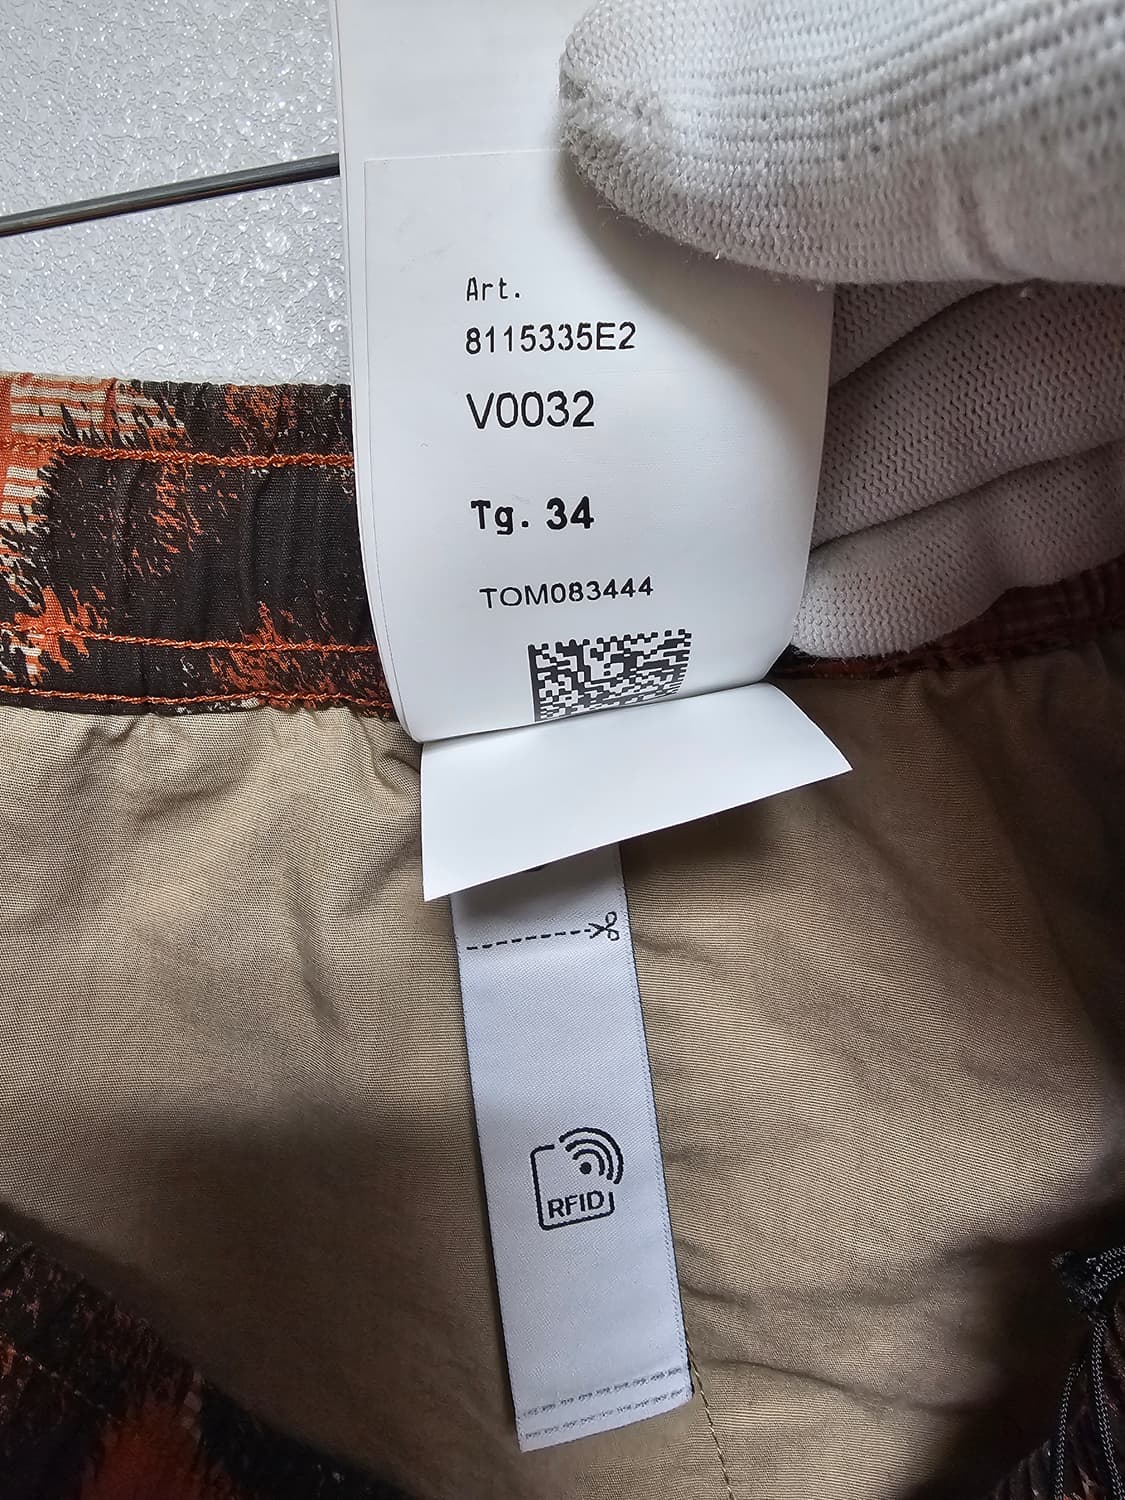 Art.
8115335E2
V0032
Tg. 34
TOM083444
RFID